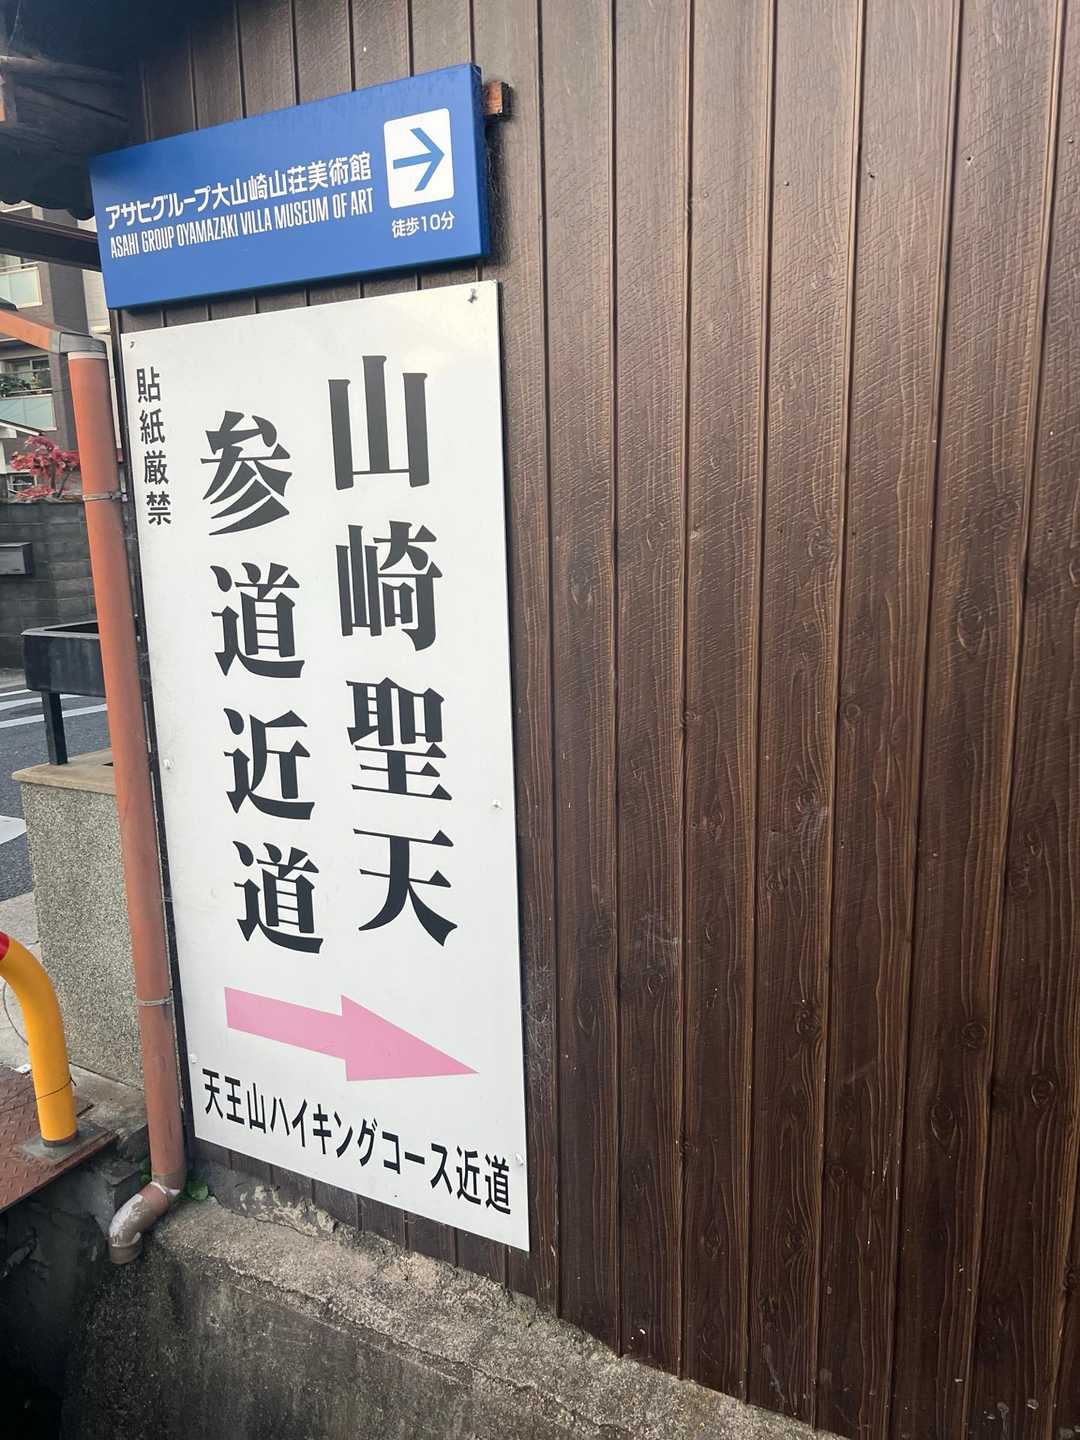 アサヒグループ大山崎山荘美術館
ASAHI GROUP OYAMAZAKI VILLA MUSEUM OF ART
徒歩10分
山崎聖天
参道近道
貼紙厳禁
天王山ハイキングコース近道